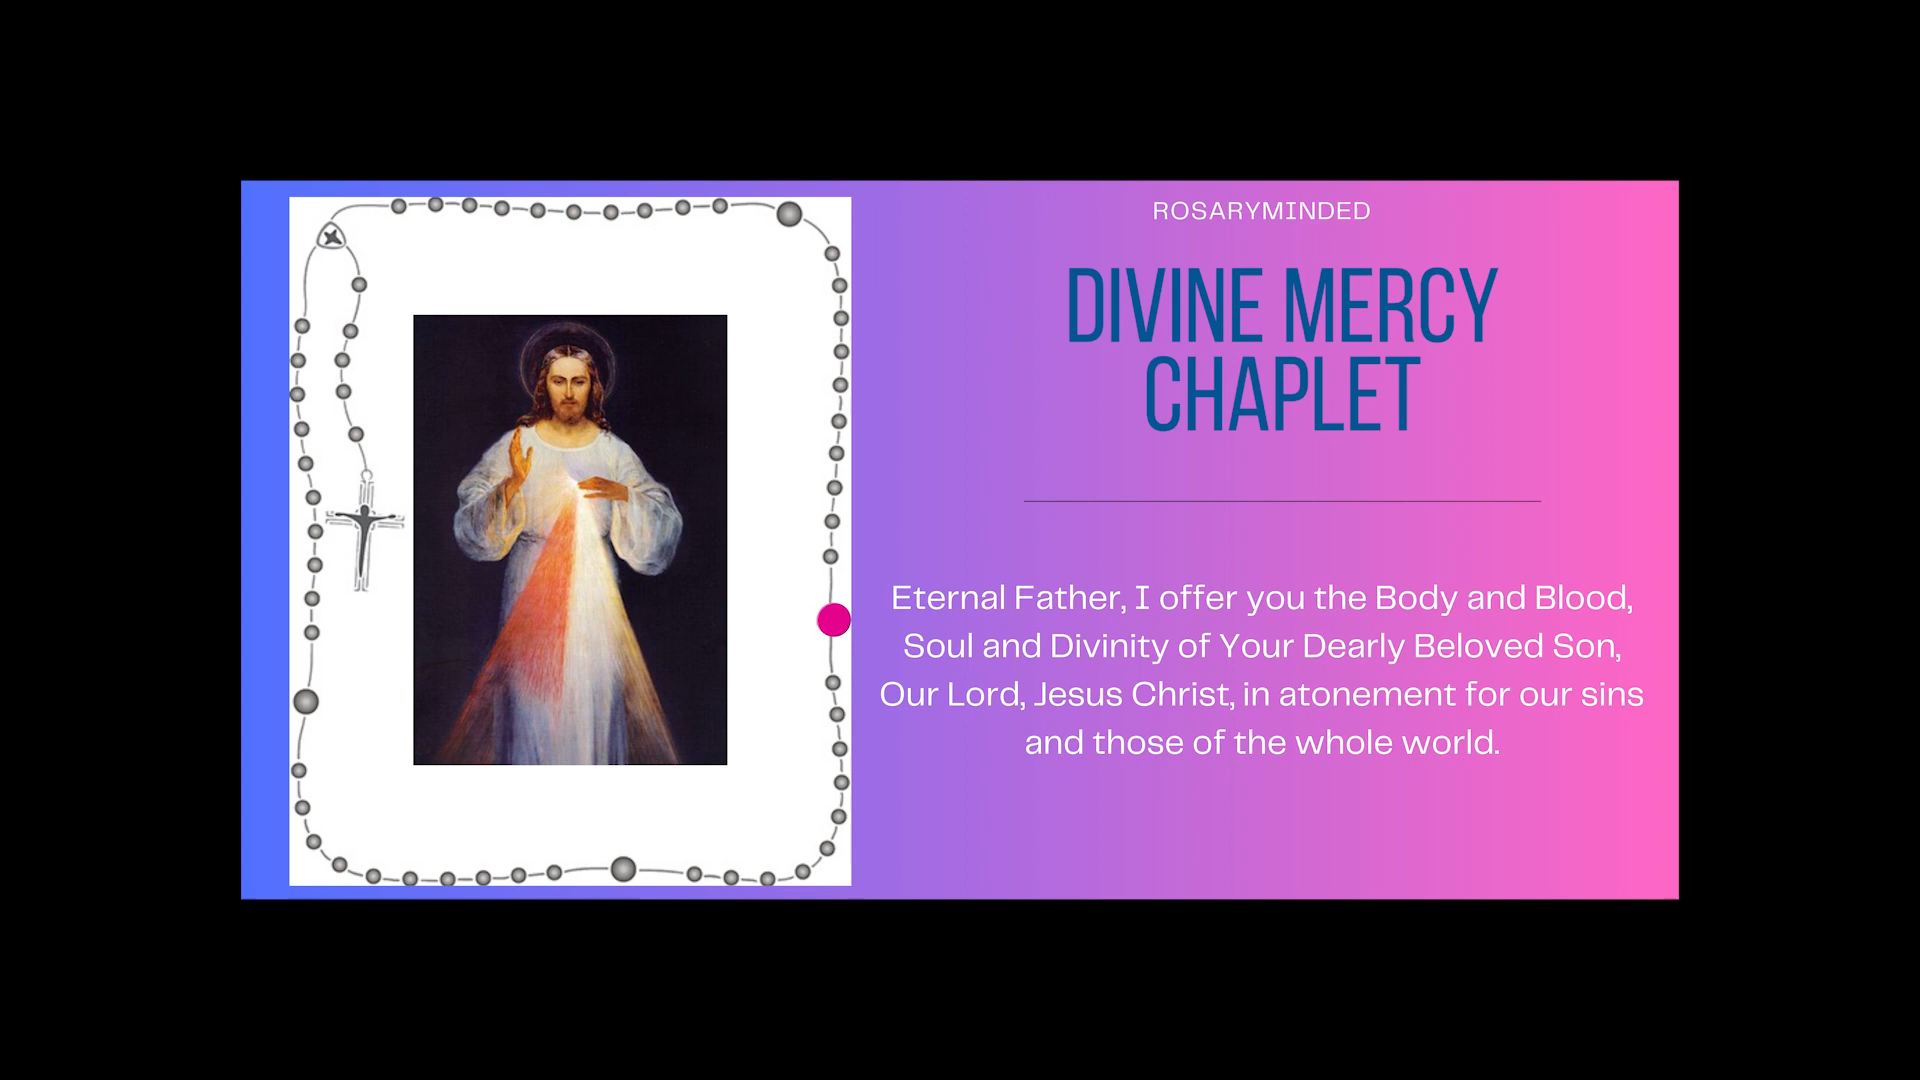 ROSARYMINDED
DIVINE MERCY
CHAPLET
Eternal Father, I offer you the Body and Blood,
Soul and Divinity of Your Dearly Beloved Son,
Our Lord, Jesus Christ, in atonement for our sins
and those of the whole world.